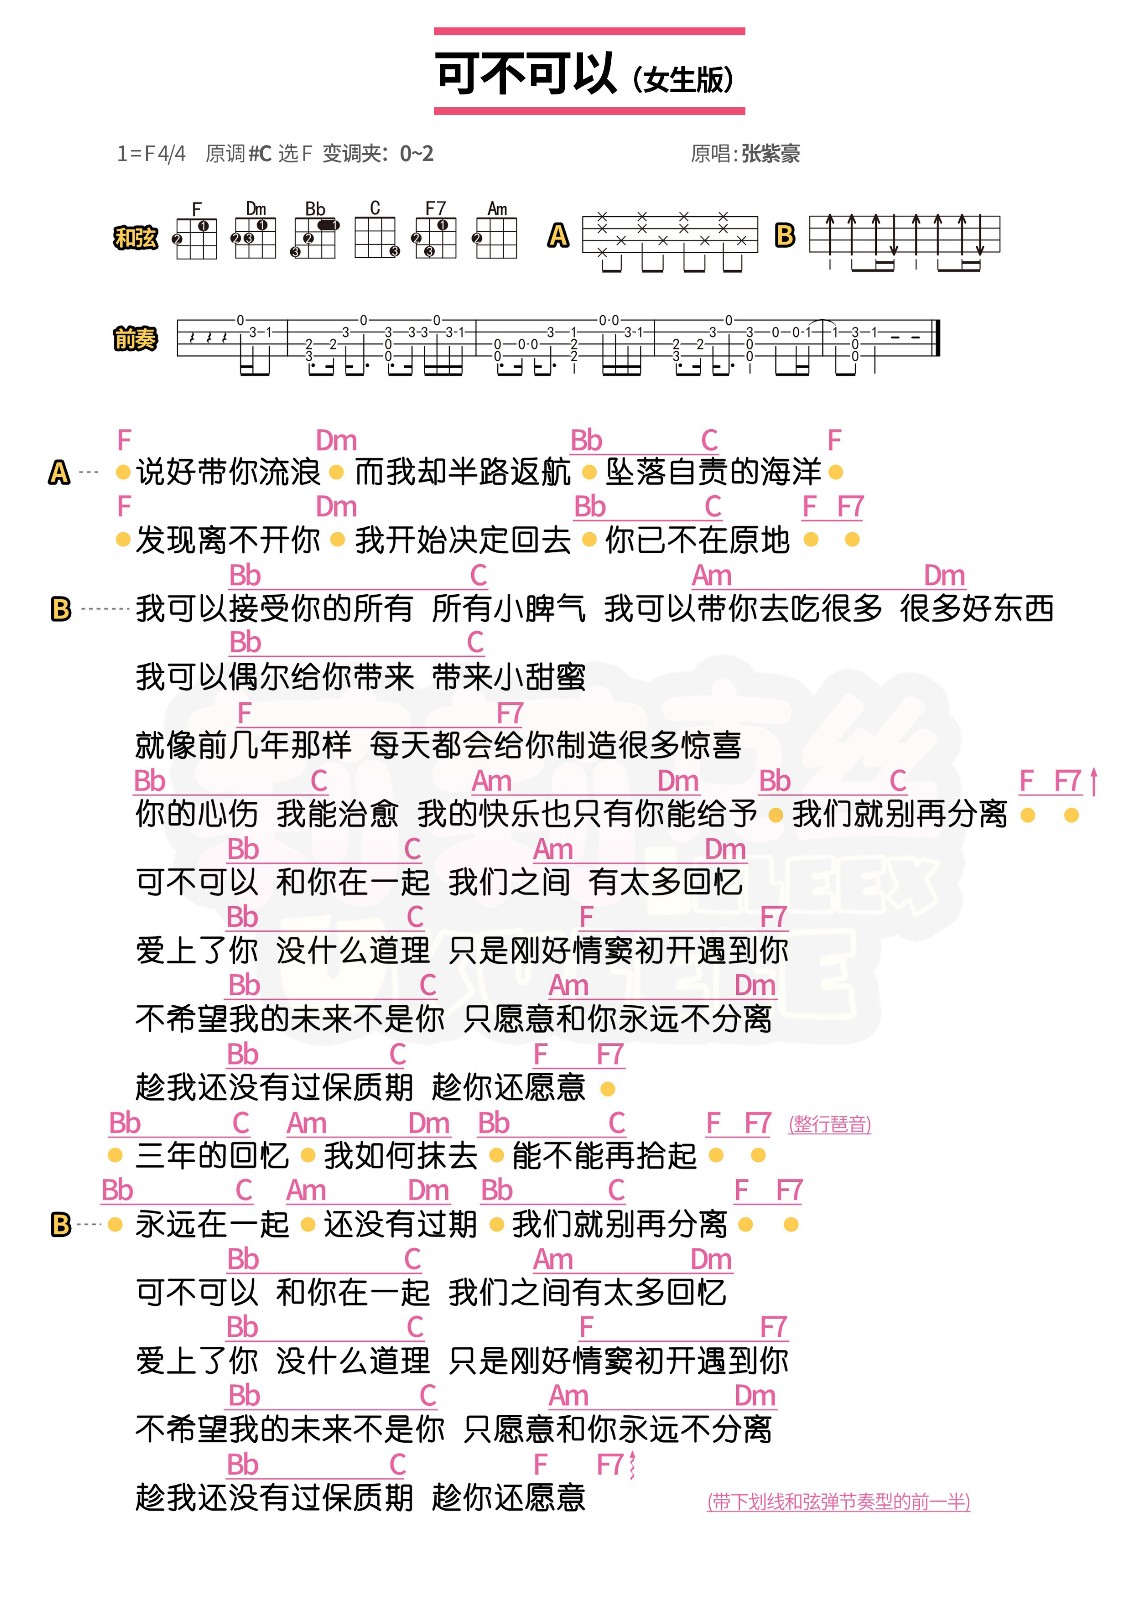 可不可以（女生版）
1=F 4/4 原调 #C 选 F 变调夹：0~2 原唱：张紫豪
和弦 F Dm Bb C F7 Am A B
前奏
F Dm Bb C F
A 说好带你流浪 而我却半路返航 坠落自责的海洋
F Dm Bb C F F7
发现离不开你 我开始决定回去 你已不在原地
Bb C Am Dm
B 我可以接受你的所有 所有小脾气 我可以带你去吃很多 很多好东西
Bb C
我可以偶尔给你带来 带来小甜蜜
F F7
就像前几年那样 每天都会给你制造很多惊喜
Bb C Am Dm Bb C F F7
你的心伤 我能治愈 我的快乐也只有你能给予 我们就别再分离
Bb C Am Dm
可不可以 和你在一起 我们之间 有太多回忆
Bb C F F7
爱上了你 没什么道理 只是刚好情窦初开遇到你
Bb C Am Dm
不希望我的未来不是你 只愿意和你永远不分离
Bb C F F7
趁我还没有过保质期 趁你还愿意
Bb C Am Dm Bb C F F7 (整行琶音)
三年的回忆 我如何抹去 能不能再拾起
Bb C Am Dm Bb C F F7
B 永远在一起 还没有过期 我们就别再分离
Bb C Am Dm
可不可以 和你在一起 我们之间有太多回忆
Bb C F F7
爱上了你 没什么道理 只是刚好情窦初开遇到你
Bb C Am Dm
不希望我的未来不是你 只愿意和你永远不分离
Bb C F F7
趁我还没有过保质期 趁你还愿意 (带下划线和弦弹节奏型的前一半)